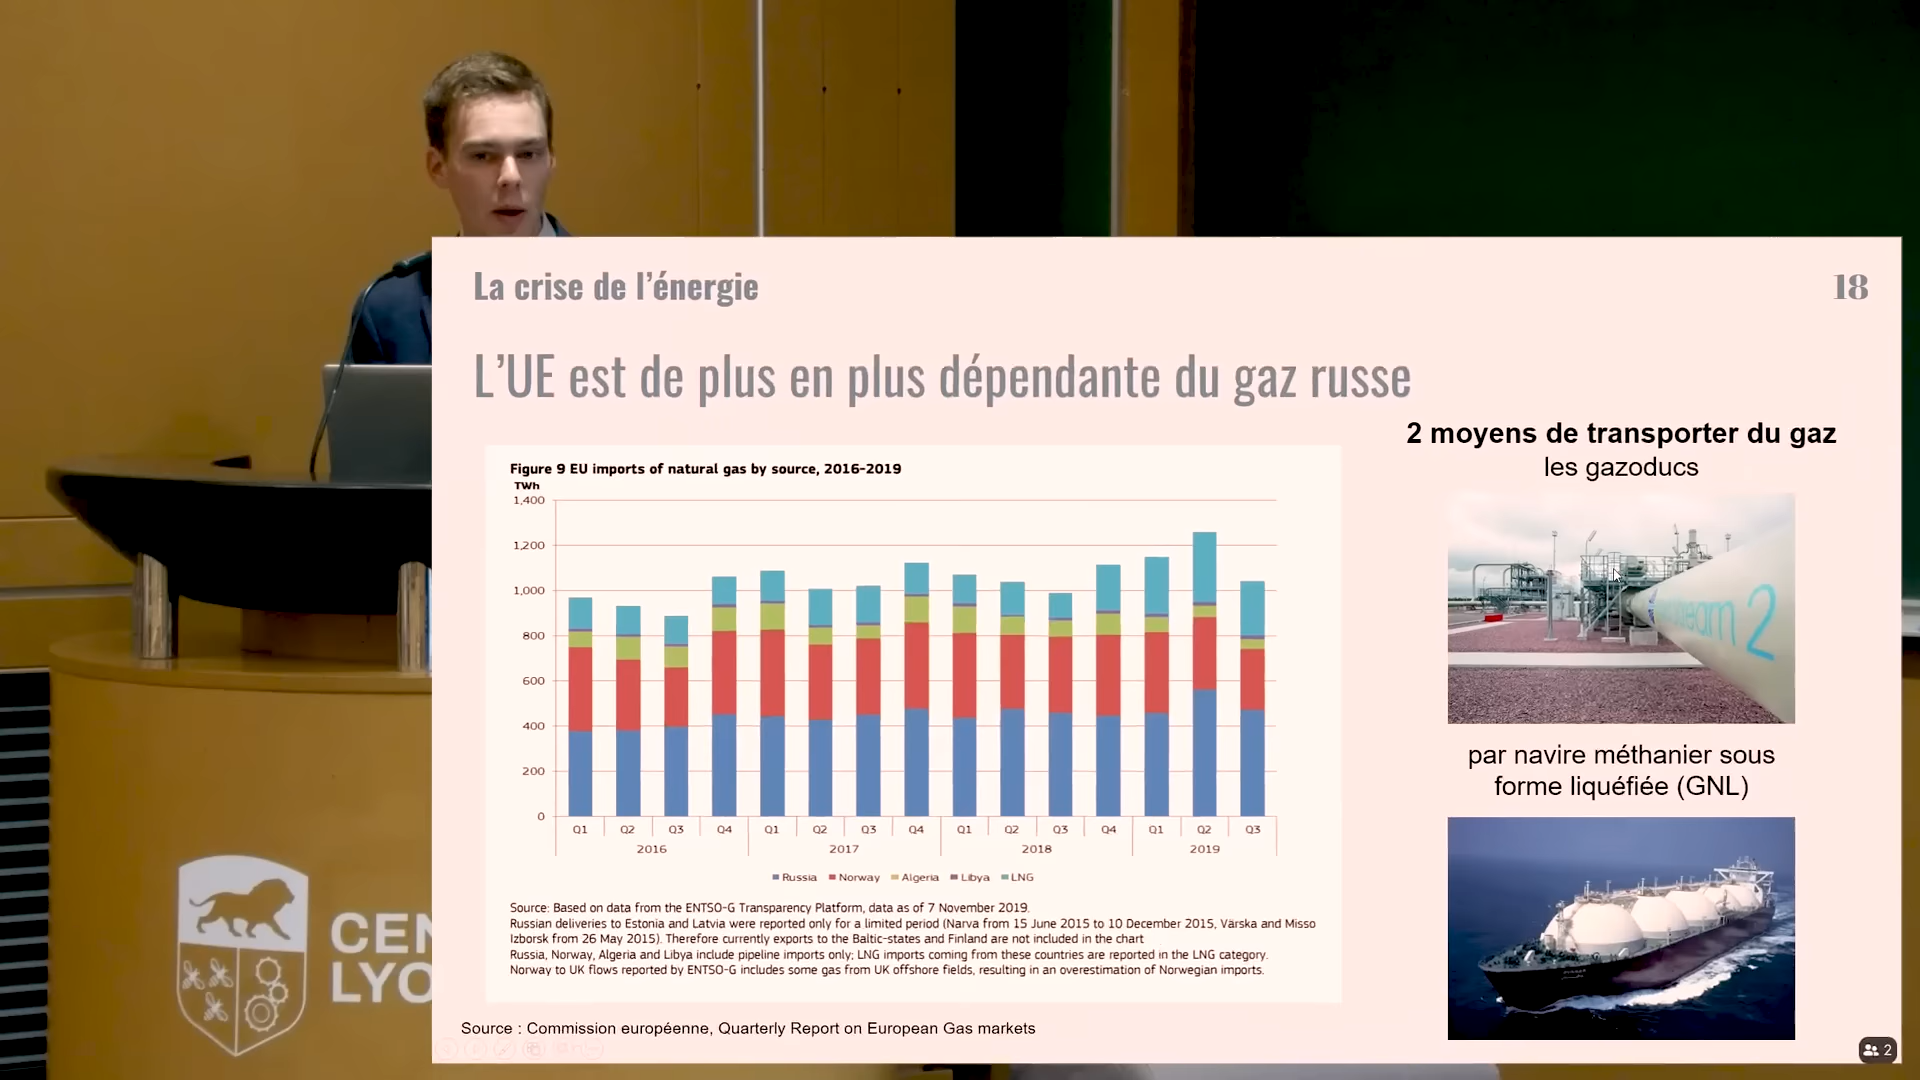 La crise de l'énergie
18
L'UE est de plus en plus dépendante du gaz russe
2 moyens de transporter du gaz
les gazoducs
Figure 9 EU imports of natural gas by source, 2016-2019
TWh
1,400
1,200
1,000
800
600
400
200
0
Q1 Q2 Q3 Q4 Q1 Q2 Q3 Q4 Q1 Q2 Q3 Q4 Q1 Q2 Q3
2016 2017 2018 2019
Russia Norway Algeria Libya LNG
Source: Based on data from the ENTSO-G Transparency Platform, data as of 7 November 2019.
Russian deliveries to Estonia and Latvia were reported only for a limited period (Narva from 15 June 2015 to 10 December 2015, Värska and Misso
Izborsk from 26 May 2015). Therefore currently exports to the Baltic-states and Finland are not included in the chart
Russia, Norway, Algeria and Libya include pipeline imports only; LNG imports coming from these countries are reported in the LNG category.
Norway to UK flows reported by ENTSO-G includes some gas from UK offshore fields, resulting in an overestimation of Norwegian imports.
Source : Commission européenne, Quarterly Report on European Gas markets
stream 2
par navire méthanier sous
forme liquéfiée (GNL)
CEN
LYO
2